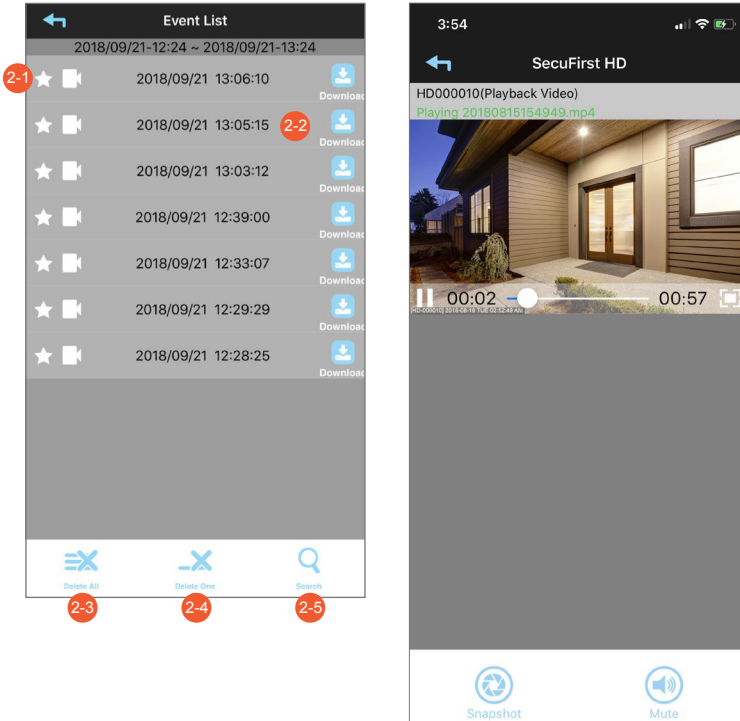 Event List
2018/09/21-12:24 ~ 2018/09/21-13:24
2-1
2018/09/21 13:06:10
Download
2018/09/21 13:05:15
2-2
Download
2018/09/21 13:03:12
Download
2018/09/21 12:39:00
Download
2018/09/21 12:33:07
Download
2018/09/21 12:29:29
Download
2018/09/21 12:28:25
Download
Delete All
Delete One
Search
2-3
2-4
2-5
3:54
SecuFirst HD
HD000010(Playback Video)
Playing 20180815154949.mp4
00:02
00:57
Snapshot
Mute